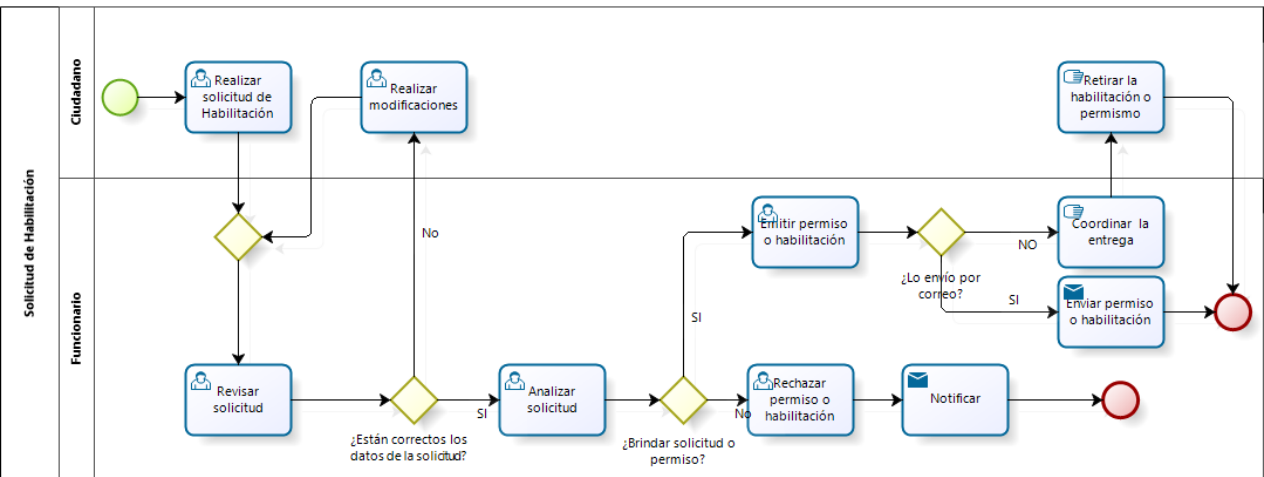 Solicitud de Habilitación
Ciudadano
Realizar
solicitud de
Habilitación
Realizar
modificaciones
Retirar la
habilitación o
permismo
Funcionario
No
Emitir permiso
o habilitación
¿Lo envío por
correo?
NO
Coordinar la
entrega
SI
Enviar permiso
o habilitación
SI
Revisar
solicitud
¿Están correctos los
datos de la solicitud?
SI
Analizar
solicitud
¿Brindar solicitud o
permiso?
No
Rechazar
permiso o
habilitación
Notificar